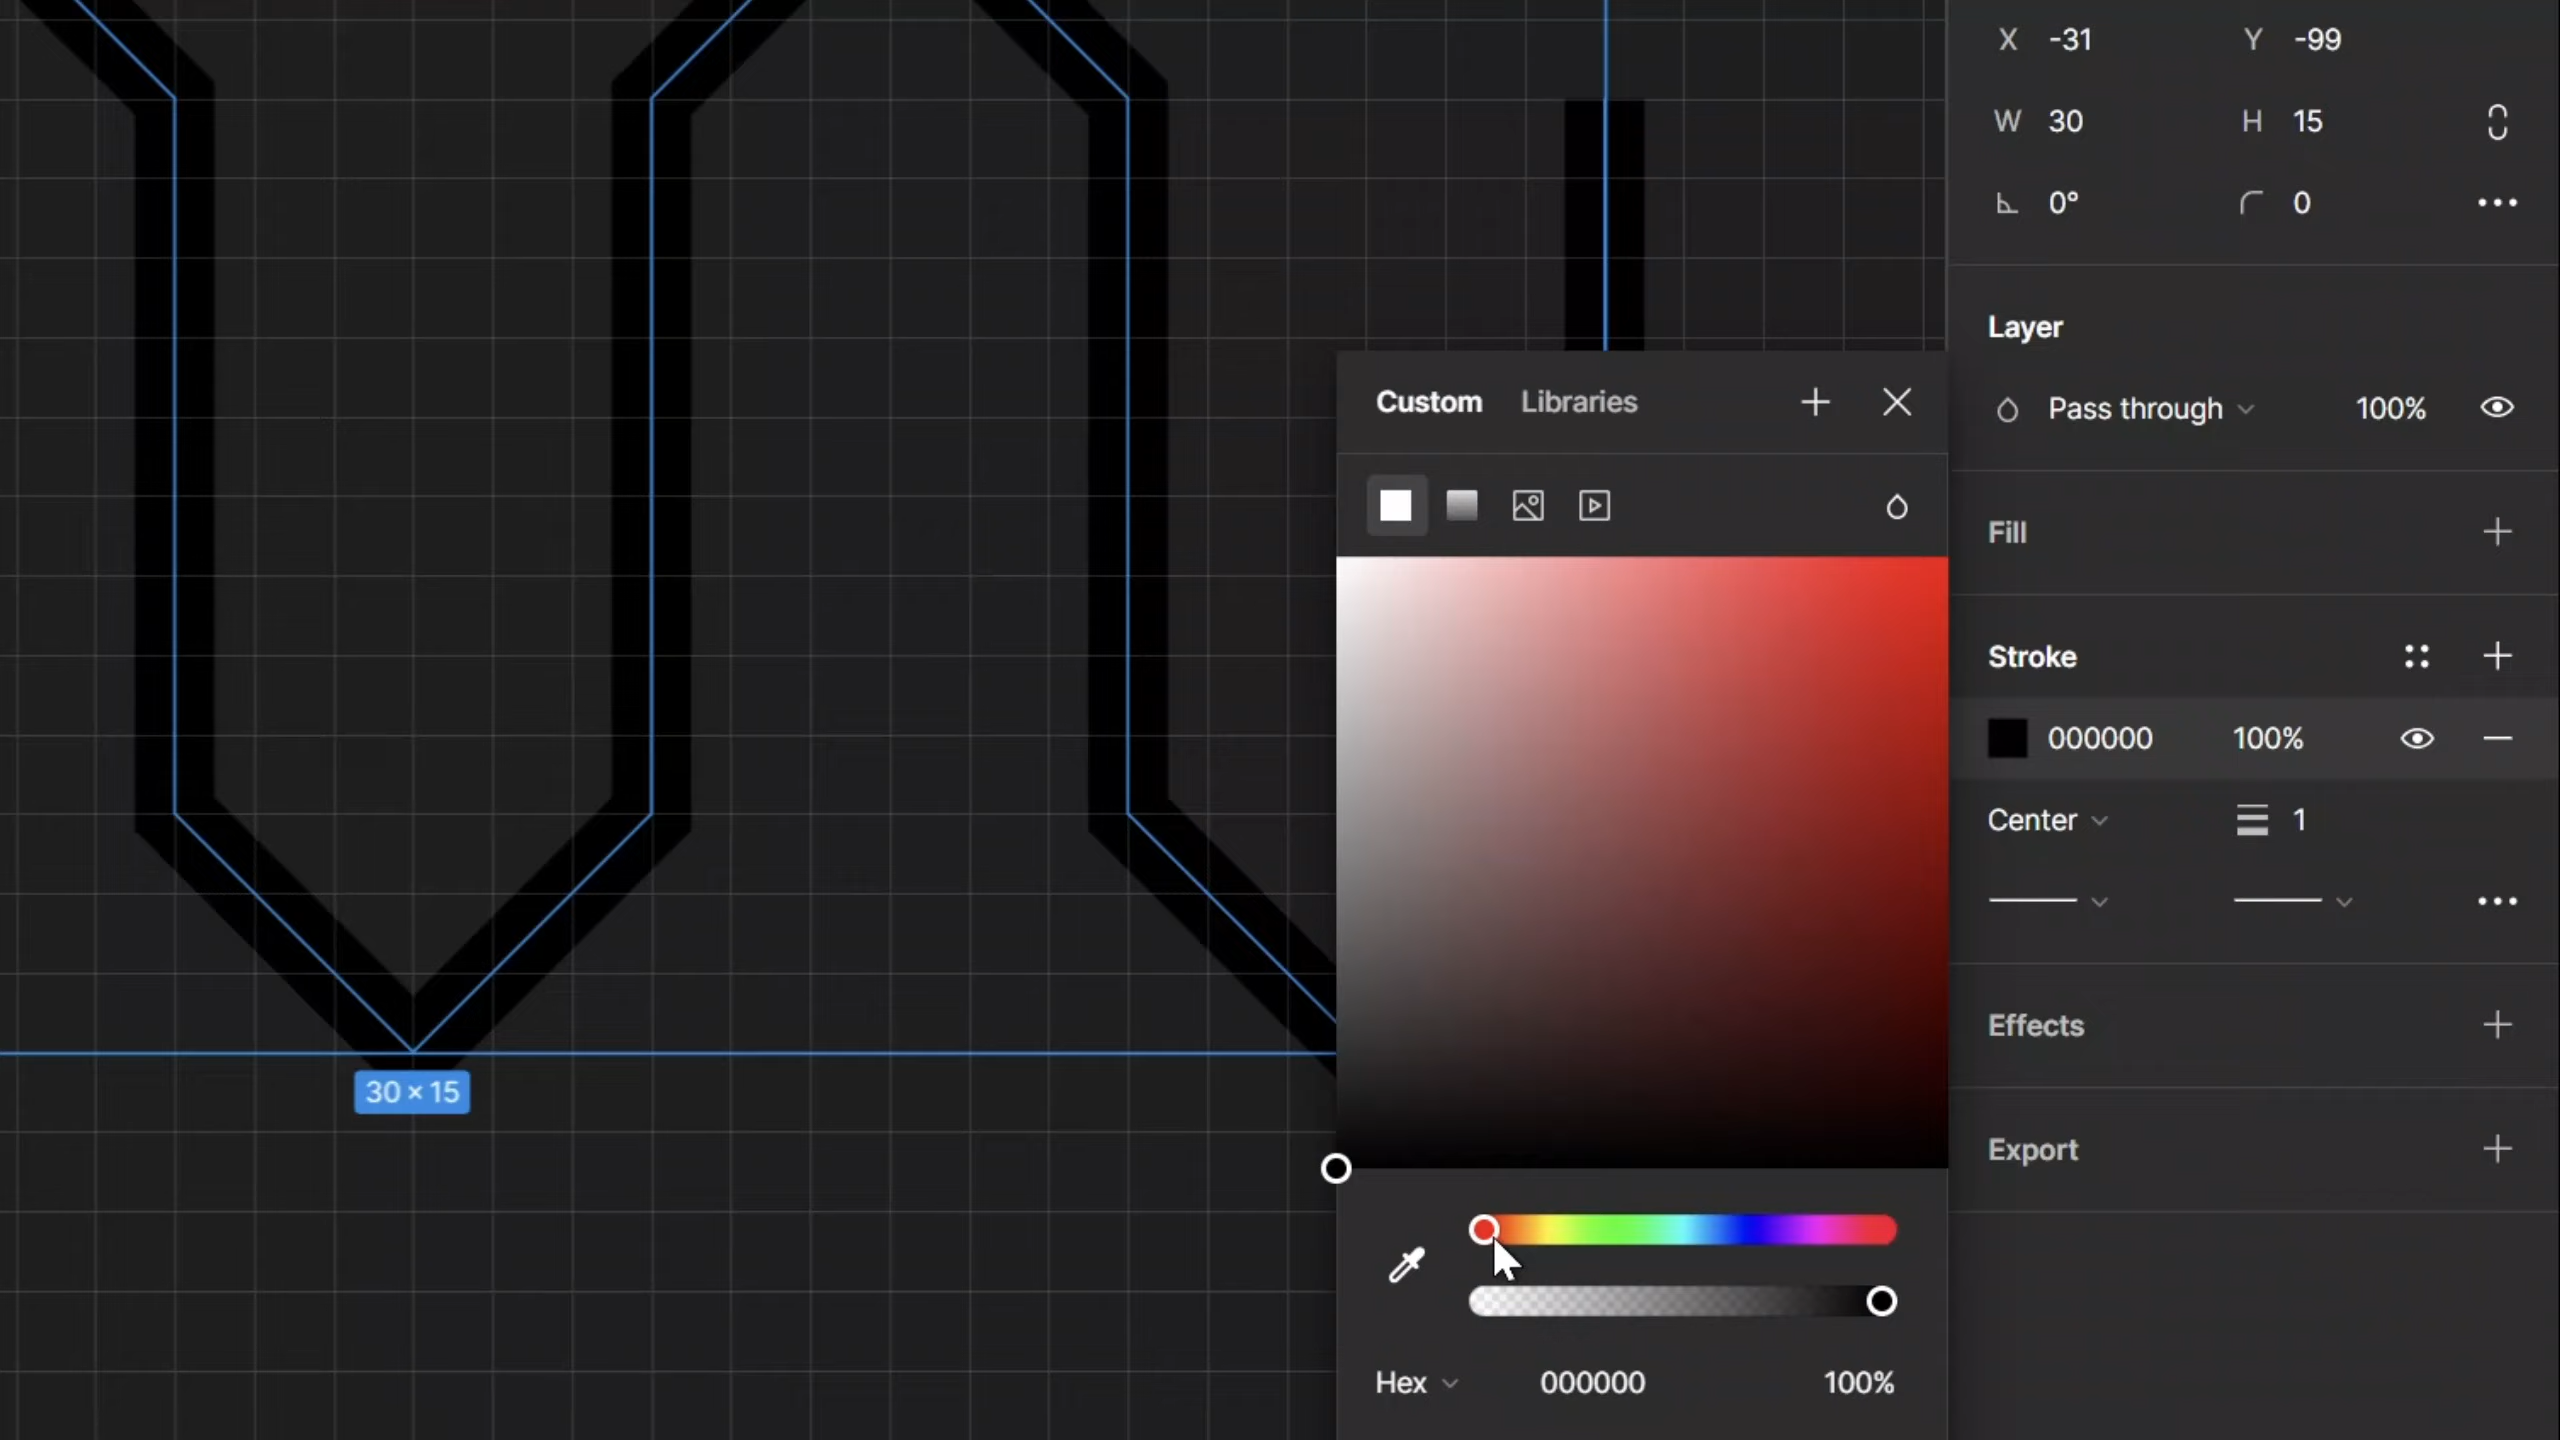 X -31 Y -99
W 30 H 15
0° 0
Layer
Pass through 100%
Fill
Stroke
000000 100%
Center 1
Effects
Export
Custom Libraries
Hex 000000 100%
30 × 15